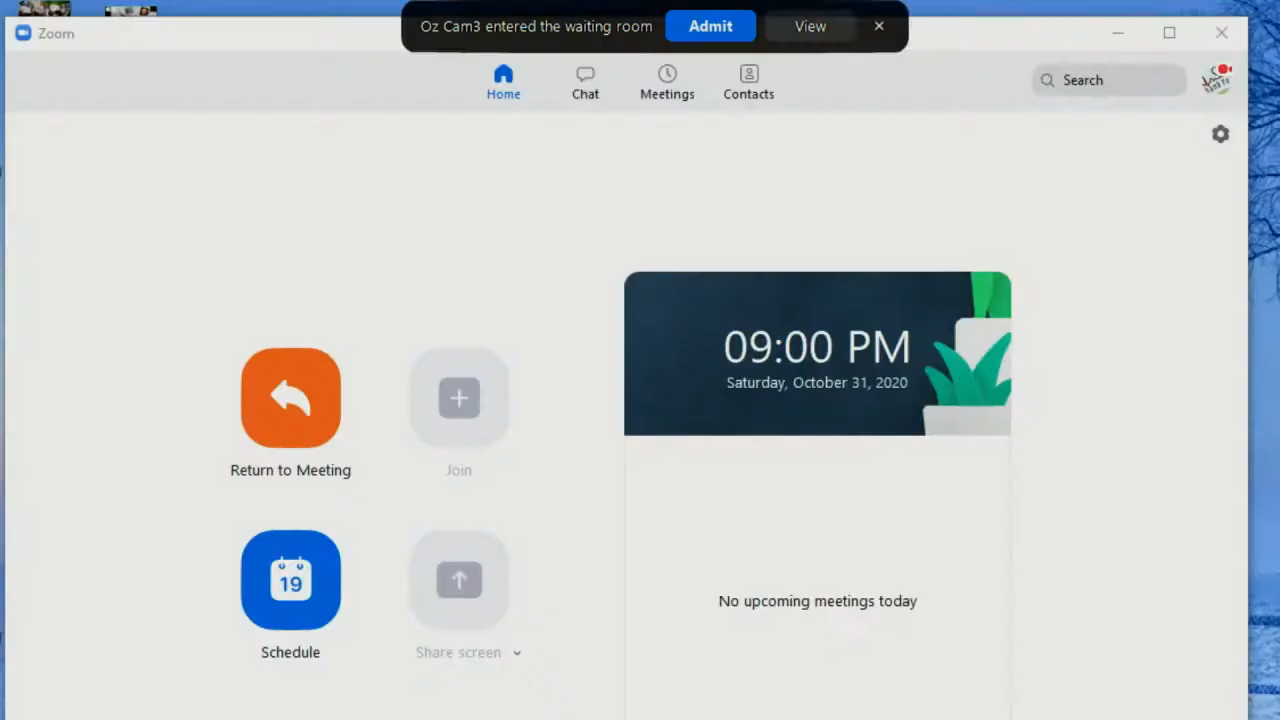 Oz Cam3 entered the waiting room Admit View
Zoom
Home Chat Meetings Contacts
Search
09:00 PM
Saturday, October 31, 2020
Return to Meeting Join
19
Schedule Share screen
No upcoming meetings today